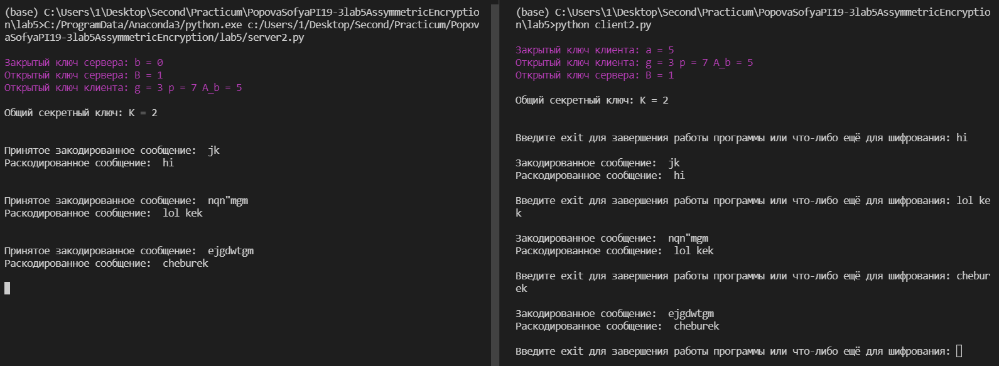 (base) C:\Users\1\Desktop\Second\Practicum\PopovaSofyaPI19-3lab5AssymmetricEncryptio
n\lab5>C:/ProgramData/Anaconda3/python.exe c:/Users/1/Desktop/Second/Practicum/Popov
aSofyaPI19-3lab5AssymmetricEncryption/lab5/server2.py
Закрытый ключ сервера: b = 0
Открытый ключ сервера: B = 1
Открытый ключ клиента: g = 3 p = 7 A_b = 5
Общий секретный ключ: K = 2
Принятое закодированное сообщение:  jk
Раскодированное сообщение:  hi
Принятое закодированное сообщение:  nqn"mgm
Раскодированное сообщение:  lol kek
Принятое закодированное сообщение:  ejgdwtgm
Раскодированное сообщение:  cheburek
(base) C:\Users\1\Desktop\Second\Practicum\PopovaSofyaPI19-3lab5AssymmetricEncryptio
n\lab5>python client2.py
Закрытый ключ клиента: a = 5
Открытый ключ клиента: g = 3 p = 7 A_b = 5
Открытый ключ сервера: B = 1
Общий секретный ключ: K = 2
Введите exit для завершения работы программы или что-либо ещё для шифрования: hi
Закодированное сообщение:  jk
Раскодированное сообщение:  hi
Введите exit для завершения работы программы или что-либо ещё для шифрования: lol ke
k
Закодированное сообщение:  nqn"mgm
Раскодированное сообщение:  lol kek
Введите exit для завершения работы программы или что-либо ещё для шифрования: chebur
ek
Закодированное сообщение:  ejgdwtgm
Раскодированное сообщение:  cheburek
Введите exit для завершения работы программы или что-либо ещё для шифрования: